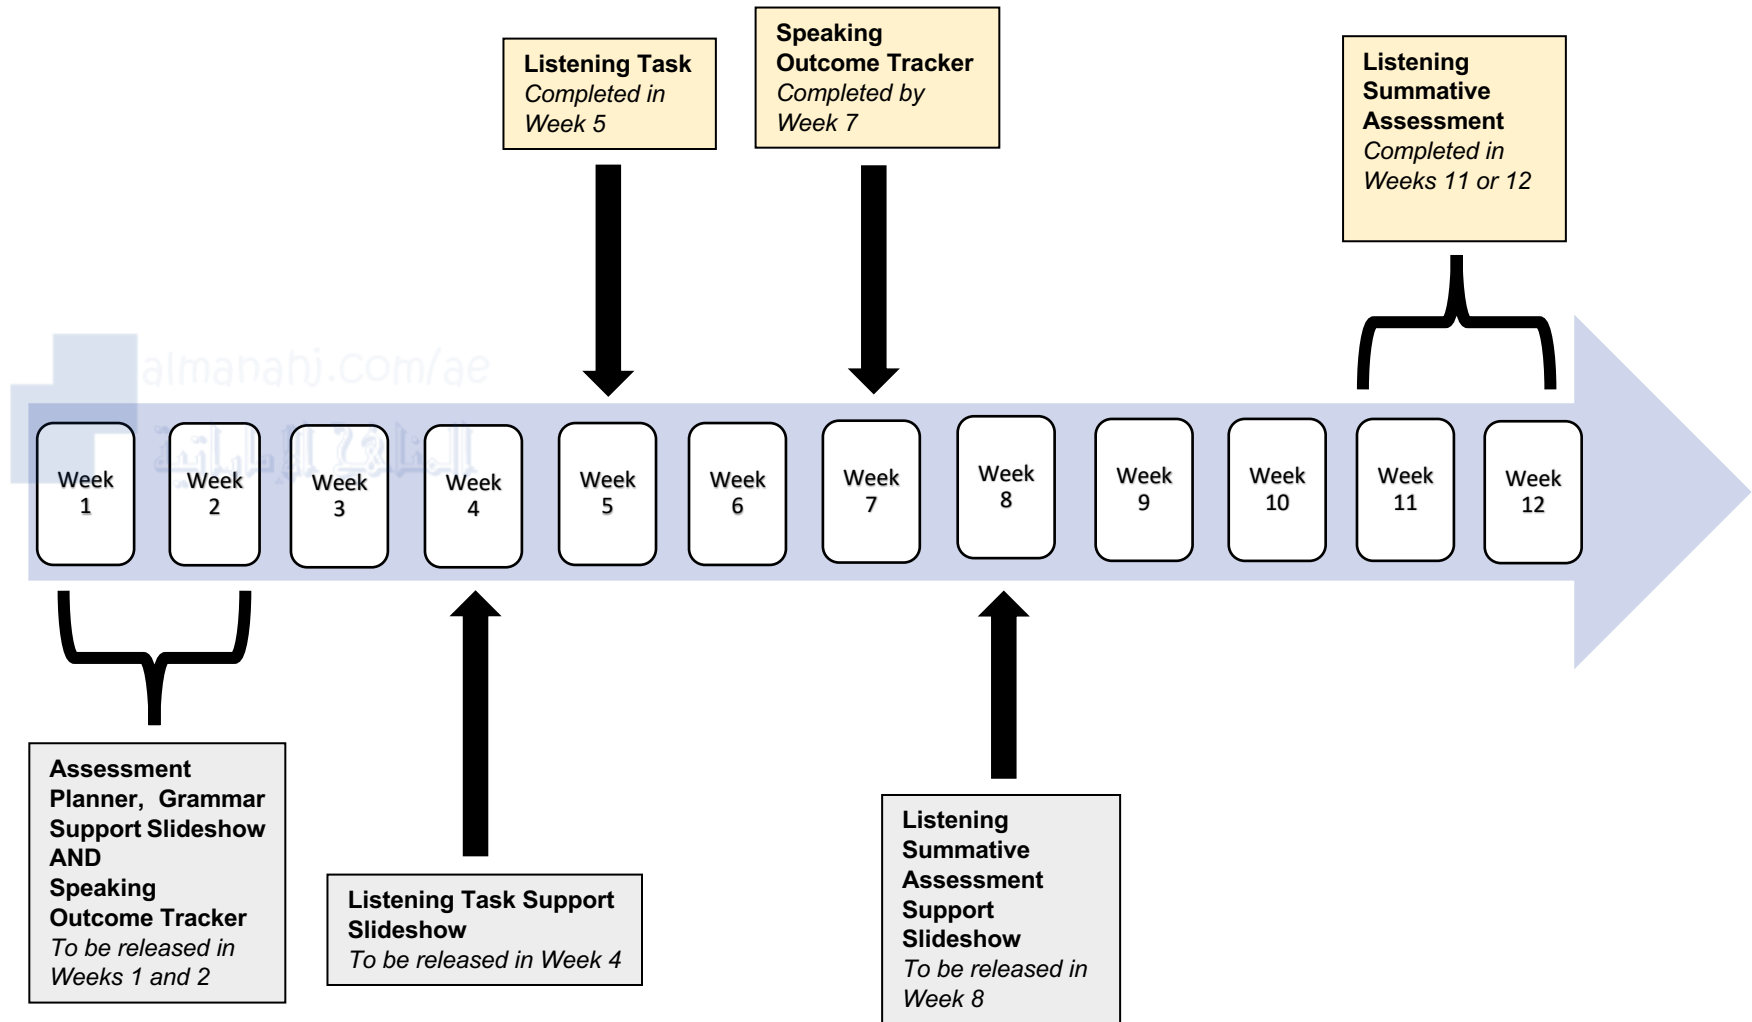 Listening Task
Completed in
Week 5
Speaking
Outcome Tracker
Completed by
Week 7
Listening
Summative
Assessment
Completed in
Weeks 11 or 12
almanahj.com/ae
المناهج الإماراتية
Week
1
Week
2
Week
3
Week
4
Week
5
Week
6
Week
7
Week
8
Week
9
Week
10
Week
11
Week
12
Assessment
Planner, Grammar
Support Slideshow
AND
Speaking
Outcome Tracker
To be released in
Weeks 1 and 2
Listening Task Support
Slideshow
To be released in Week 4
Listening
Summative
Assessment
Support
Slideshow
To be released in
Week 8